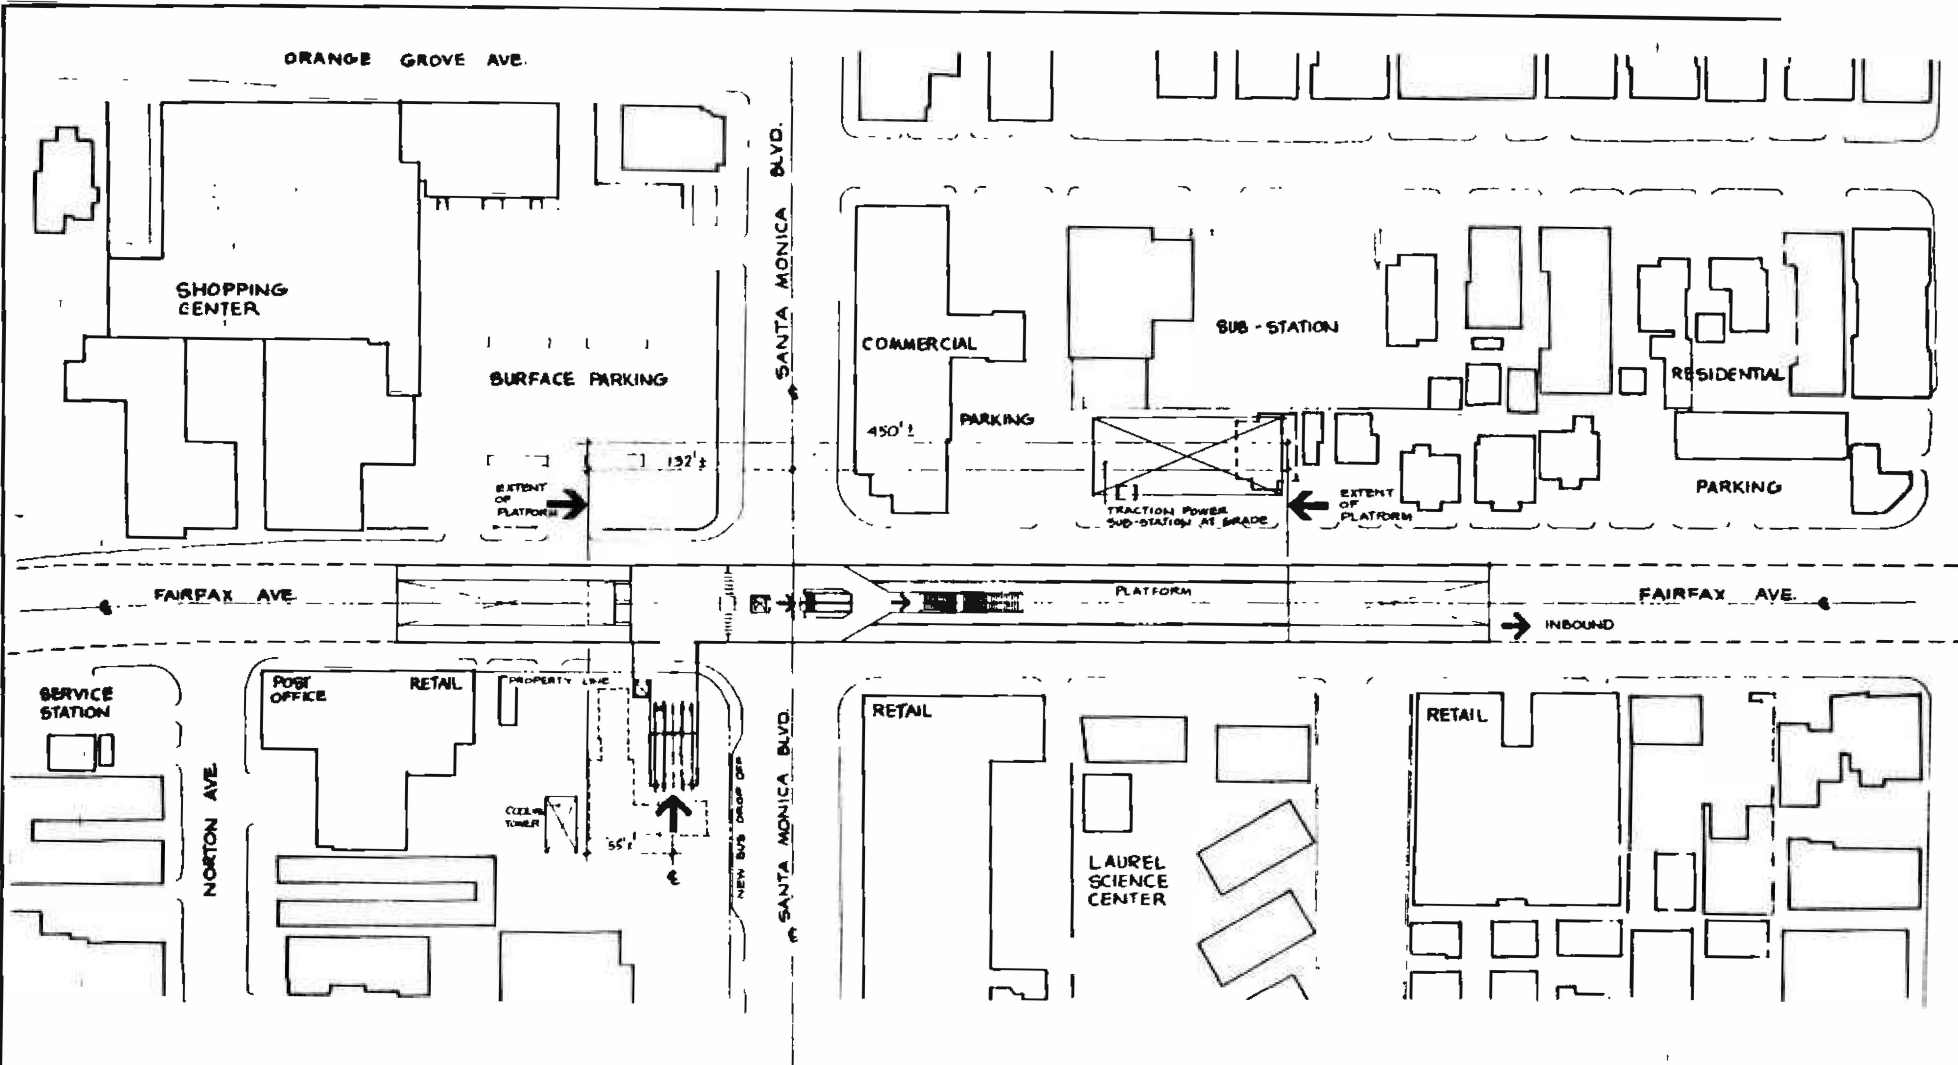 ORANGE GROVE AVE.
SANTA MONICA BLVD.
SHOPPING
CENTER
SURFACE PARKING
COMMERCIAL
SUB-STATION
RESIDENTIAL
PARKING
450'±
132'±
EXTENT
OF
PLATFORM
TRACTION POWER
SUB-STATION AT GRADE
EXTENT
OF
PLATFORM
PARKING
FAIRFAX AVE
PLATFORM
FAIRFAX AVE.
INBOUND
SERVICE
STATION
POST
OFFICE
RETAIL
PROPERTY LINE
RETAIL
RETAIL
NORTON AVE.
COOLING
TOWER
55'±
NEW BUS DROP OFF
SANTA MONICA BLVD.
LAUREL
SCIENCE
CENTER